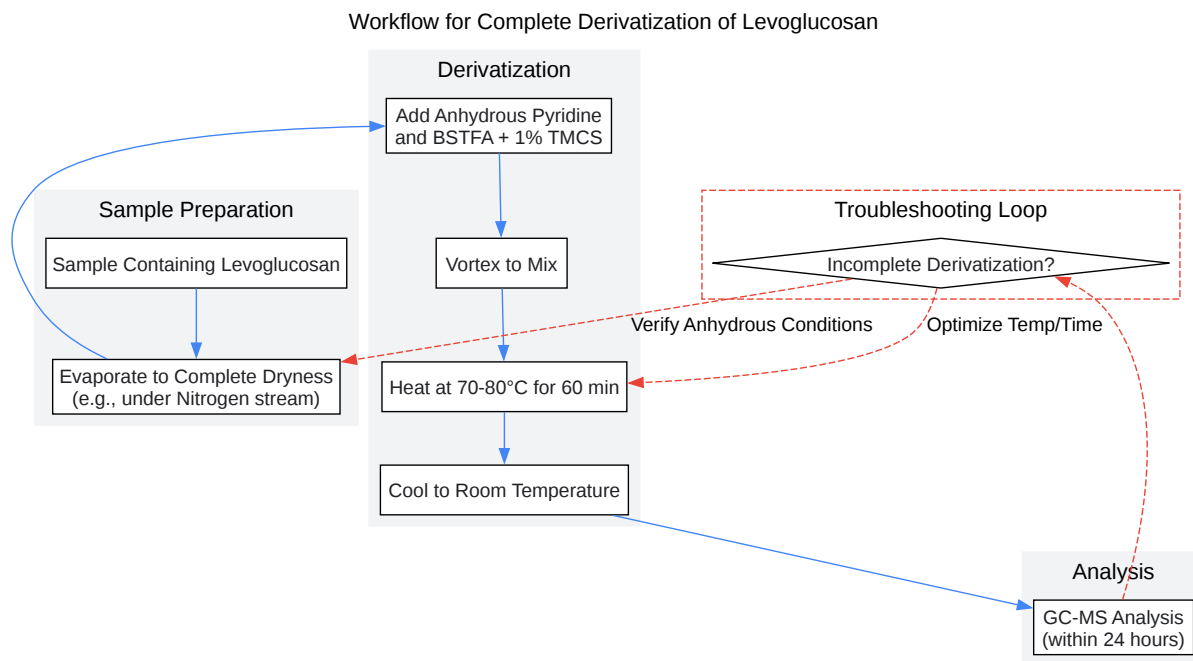 Workflow for Complete Derivatization of Levoglucosan
Sample Preparation
Sample Containing Levoglucosan
Evaporate to Complete Dryness
(e.g., under Nitrogen stream)
Derivatization
Add Anhydrous Pyridine
and BSTFA + 1% TMCS
Vortex to Mix
Heat at 70-80°C for 60 min
Cool to Room Temperature
Troubleshooting Loop
Incomplete Derivatization?
Verify Anhydrous Conditions
Optimize Temp/Time
Analysis
GC-MS Analysis
(within 24 hours)